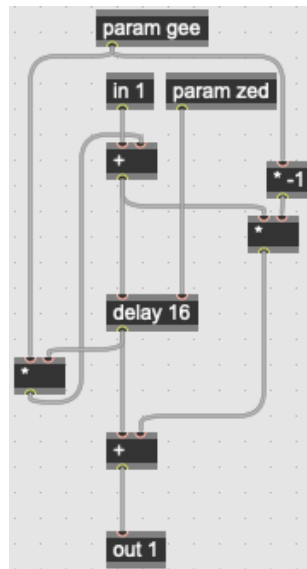 param gee
in 1
param zed
+
* -1
*
delay 16
*
+
out 1